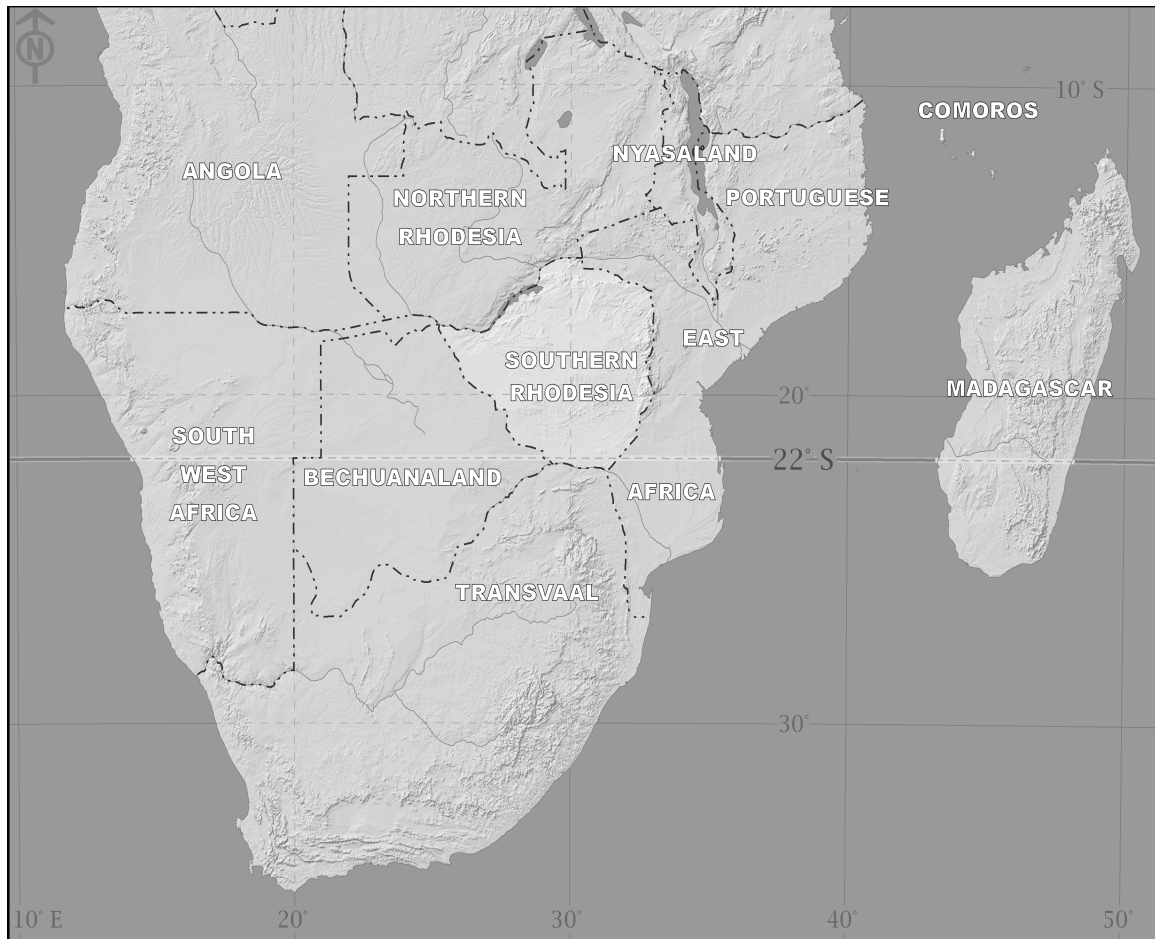 N
10° S
COMOROS
NYASALAND
ANGOLA
NORTHERN
RHODESIA
PORTUGUESE
EAST
SOUTHERN
RHODESIA
20°
MADAGASCAR
SOUTH
WEST
AFRICA
22° S
BECHUANALAND
AFRICA
TRANSVAAL
30°
10° E
20°
30°
40°
50°